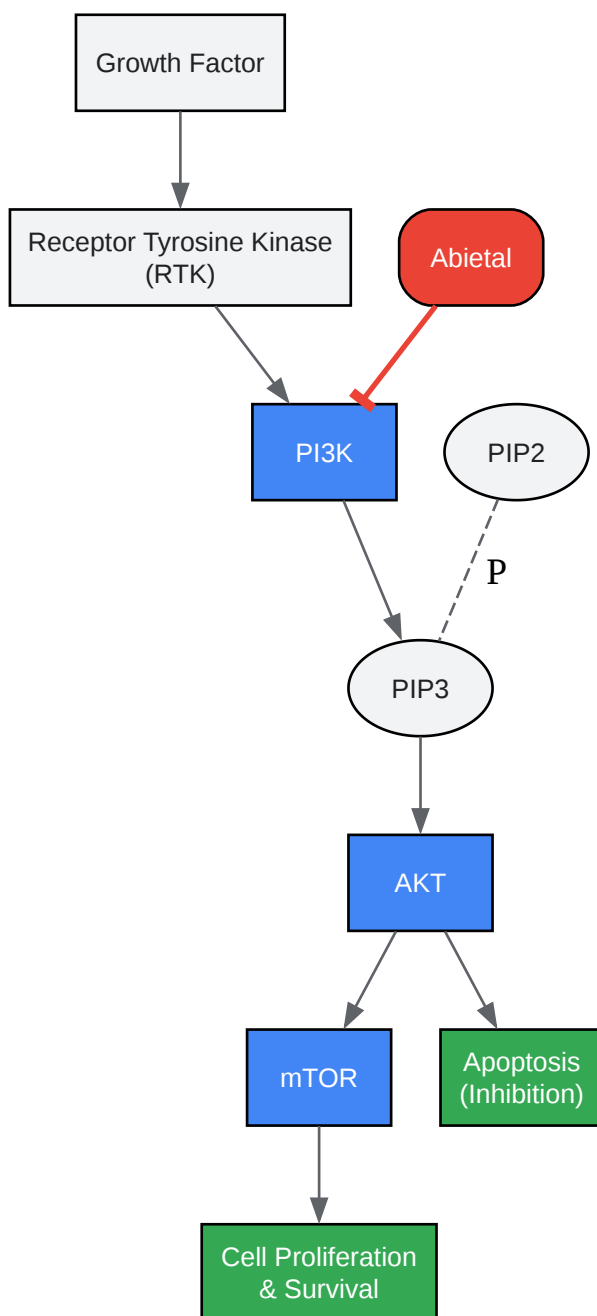 Growth Factor
Receptor Tyrosine Kinase
(RTK)
Abietal
PI3K
PIP2
P
PIP3
AKT
mTOR
Apoptosis
(Inhibition)
Cell Proliferation
& Survival